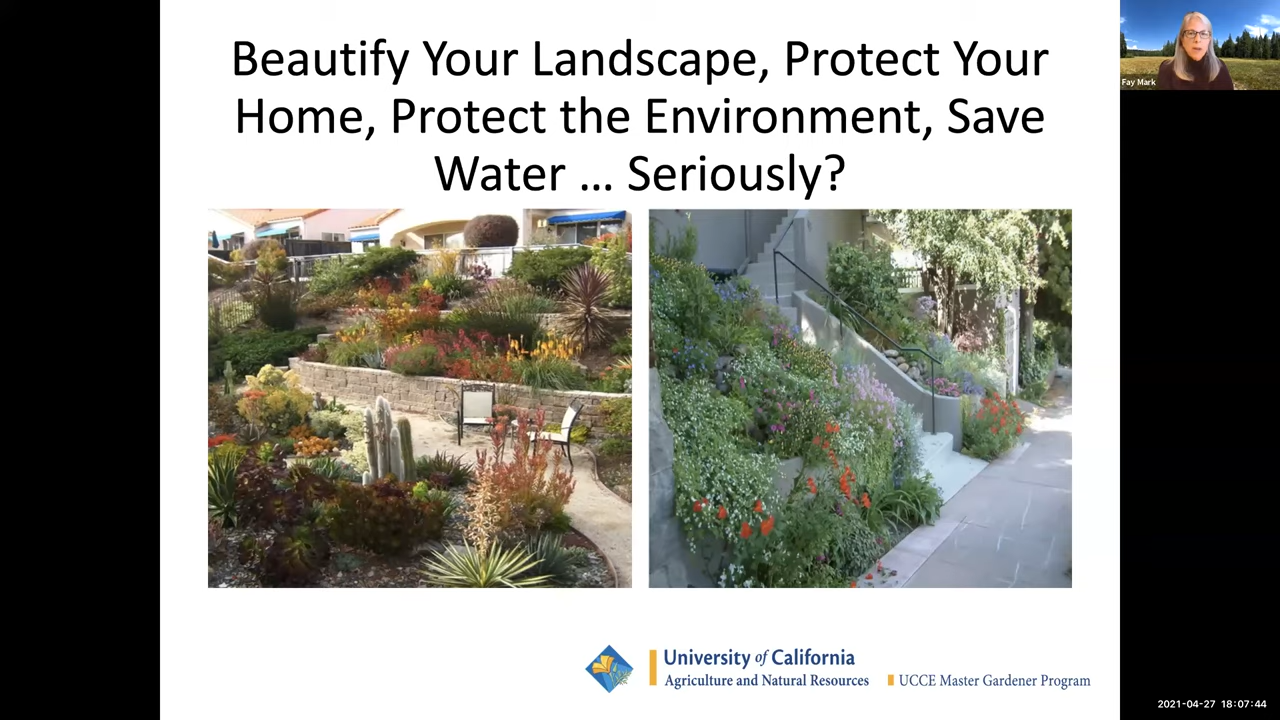 Beautify Your Landscape, Protect Your
Home, Protect the Environment, Save
Water … Seriously?
Fay Mark
University of California
Agriculture and Natural Resources
UCCE Master Gardener Program
2021-04-27 18:07:44